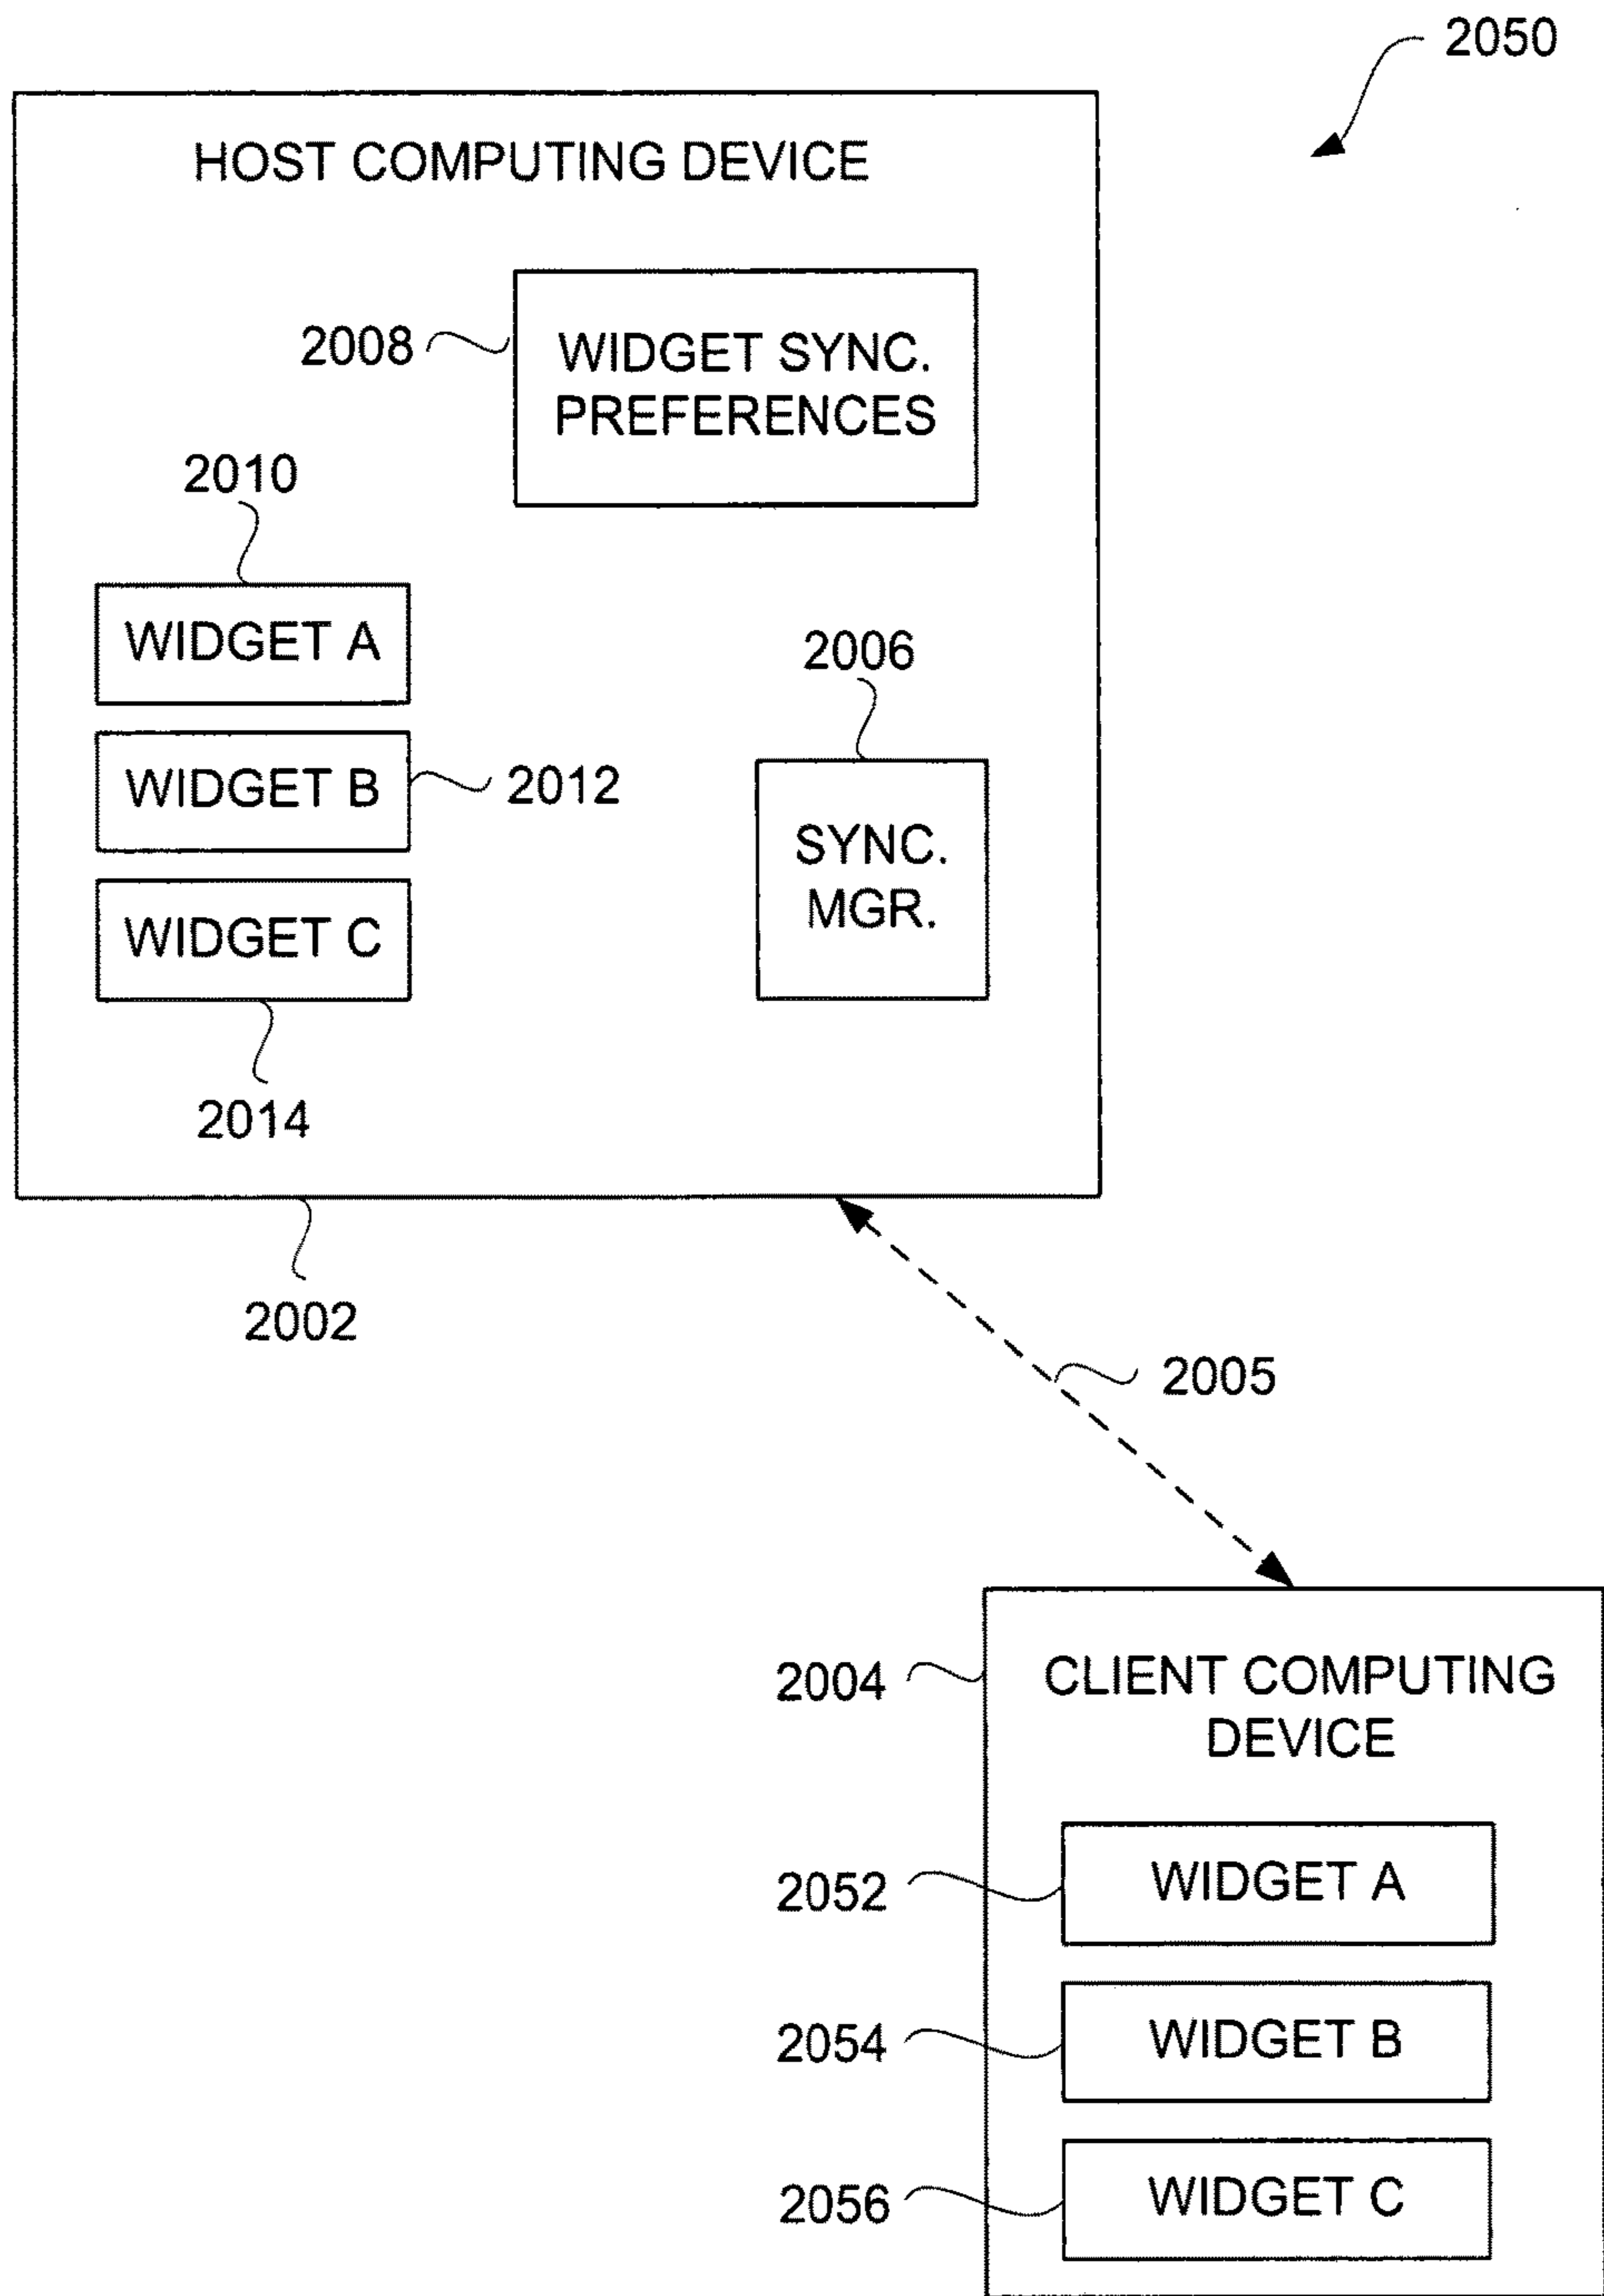 2050
HOST COMPUTING DEVICE
2008
WIDGET SYNC.
PREFERENCES
2010
WIDGET A
2006
WIDGET B
2012
SYNC.
MGR.
WIDGET C
2014
2002
2005
2004
CLIENT COMPUTING
DEVICE
2052
WIDGET A
2054
WIDGET B
2056
WIDGET C